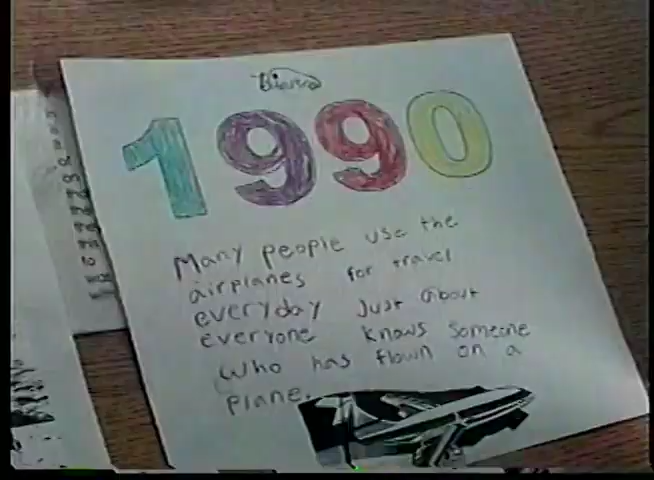 1990
Many people use the
airplanes for travel
everyday Just about
everyone knows someone
who has flown on a
plane.